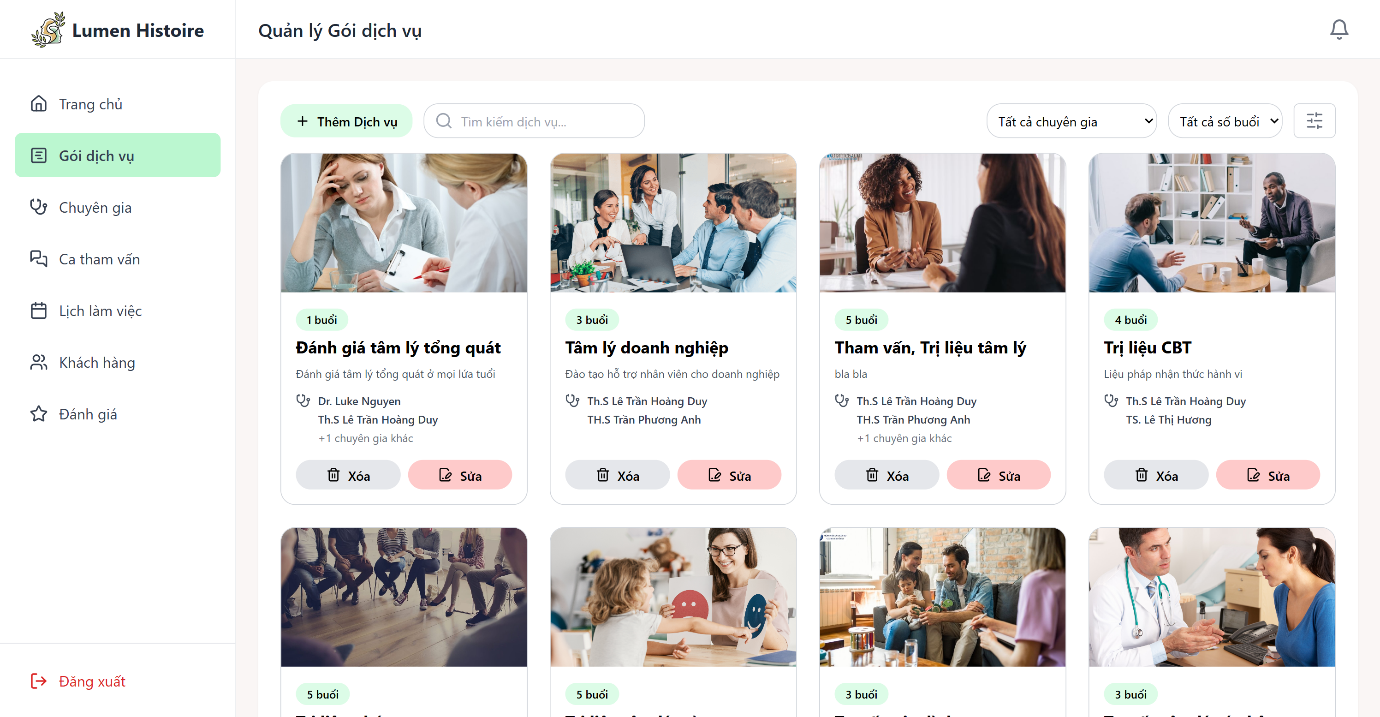 Lumen Histoire
Quản lý Gói dịch vụ
Trang chủ
Gói dịch vụ
Chuyên gia
Ca tham vấn
Lịch làm việc
Khách hàng
Đánh giá
Đăng xuất
+ Thêm Dịch vụ
Tìm kiếm dịch vụ...
Tất cả chuyên gia
Tất cả số buổi
1 buổi
Đánh giá tâm lý tổng quát
Đánh giá tâm lý tổng quát ở mọi lứa tuổi
Dr. Luke Nguyen
Th.S Lê Trần Hoàng Duy
+1 chuyên gia khác
Xóa
Sửa
3 buổi
Tâm lý doanh nghiệp
Đào tạo hỗ trợ nhân viên cho doanh nghiệp
Th.S Lê Trần Hoàng Duy
TH.S Trần Phương Anh
Xóa
Sửa
5 buổi
Tham vấn, Trị liệu tâm lý
bla bla
Th.S Lê Trần Hoàng Duy
TH.S Trần Phương Anh
+1 chuyên gia khác
Xóa
Sửa
4 buổi
Trị liệu CBT
Liệu pháp nhận thức hành vi
Th.S Lê Trần Hoàng Duy
TS. Lê Thị Hương
Xóa
Sửa
5 buổi
5 buổi
3 buổi
3 buổi